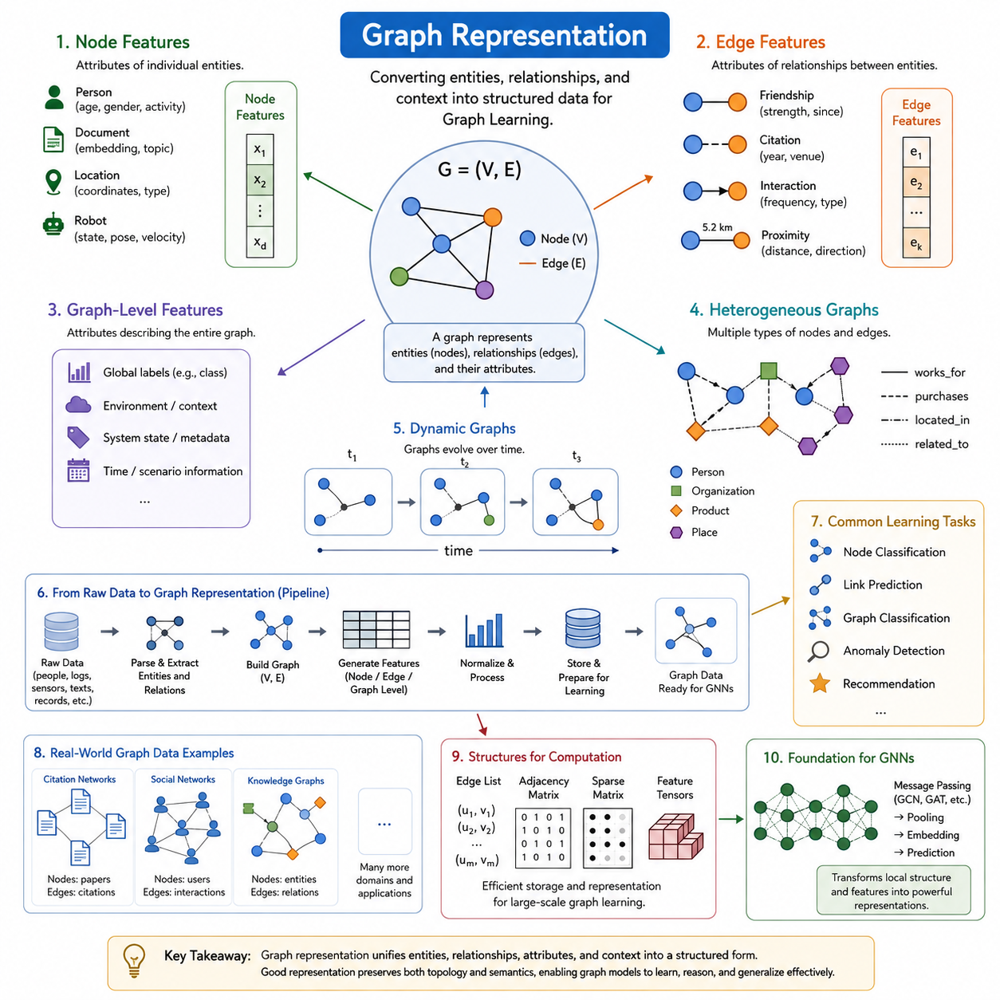 Graph Representation
Converting entities, relationships, and
context into structured data for
Graph Learning.
1. Node Features
Attributes of individual entities.
Person
(age, gender, activity)
Document
(embedding, topic)
Location
(coordinates, type)
Robot
(state, pose, velocity)
Node
Features
x1
x2
⋮
xd
G = (V, E)
Node (V)
Edge (E)
A graph represents
entities (nodes), relationships (edges),
and their attributes.
2. Edge Features
Attributes of relationships between entities.
Friendship
(strength, since)
Citation
(year, venue)
Interaction
(frequency, type)
5.2 km
Proximity
(distance, direction)
Edge
Features
e1
e2
...
ek
3. Graph-Level Features
Attributes describing the entire graph.
Global labels (e.g., class)
Environment / context
System state / metadata
Time / scenario information
...
4. Heterogeneous Graphs
Multiple types of nodes and edges.
works_for
purchases
located_in
related_to
Person
Organization
Product
Place
5. Dynamic Graphs
Graphs evolve over time.
t1
t2
t3
time
6. From Raw Data to Graph Representation (Pipeline)
Raw Data
(people, logs,
sensors, texts,
records, etc.)
Parse & Extract
Entities and
Relations
Build Graph
(V, E)
Generate Features
(Node / Edge /
Graph Level)
Normalize &
Process
Store &
Prepare for
Learning
Graph Data
Ready for GNNs
7. Common Learning Tasks
Node Classification
Link Prediction
Graph Classification
Anomaly Detection
Recommendation
...
8. Real-World Graph Data Examples
Citation Networks
Nodes: papers
Edges: citations
Social Networks
Nodes: users
Edges: interactions
Knowledge Graphs
Nodes: entities
Edges: relations
...
Many more
domains and
applications
9. Structures for Computation
Edge List
(u1, v1)
(u2, v2)
...
(um, vm)
Adjacency
Matrix
0 1 0 1
1 0 1 0
0 1 0 1
1 0 1 0
Sparse
Matrix
Feature
Tensors
Efficient storage and representation
for large-scale graph learning.
10. Foundation for GNNs
Message Passing
(GCN, GAT, etc.)
→ Pooling
→ Embedding
→ Prediction
Transforms local structure
and features into powerful
representations.
Key Takeaway: Graph representation unifies entities, relationships, attributes, and context into a structured form.
Good representation preserves both topology and semantics, enabling graph models to learn, reason, and generalize effectively.